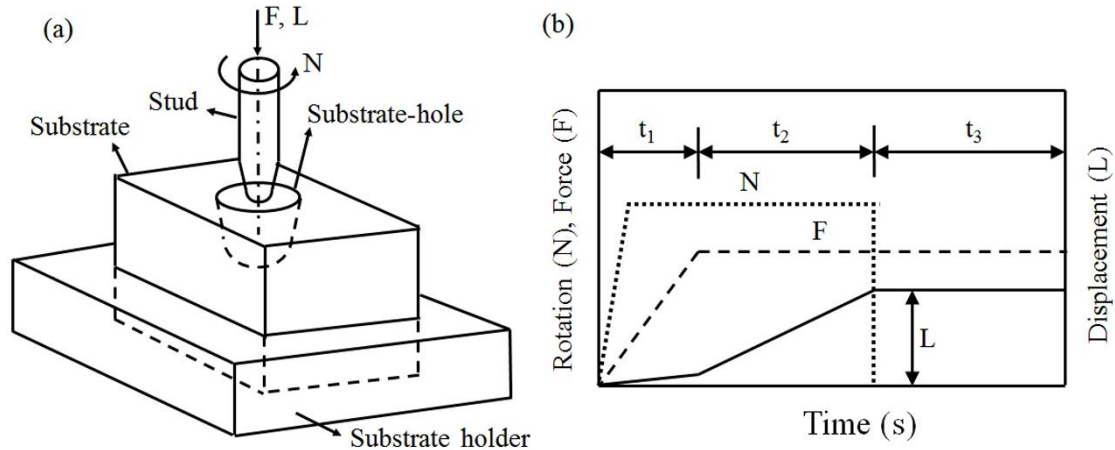 (a)
F, L
N
Stud
Substrate-hole
Substrate
Substrate holder
(b)
Rotation (N), Force (F)
t₁
t₂
t₃
N
F
L
Displacement (L)
Time (s)